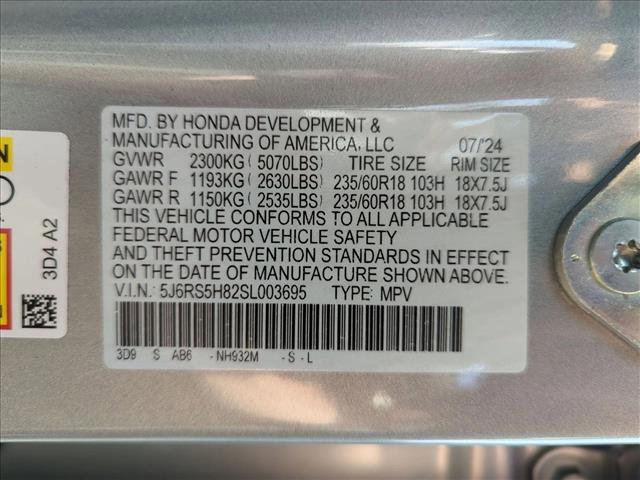 MFD. BY HONDA DEVELOPMENT &
MANUFACTURING OF AMERICA, LLC 07/'24
GVWR 2300KG ( 5070LBS) TIRE SIZE RIM SIZE
GAWR F 1193KG ( 2630LBS) 235/60R18 103H 18X7.5J
GAWR R 1150KG ( 2535LBS) 235/60R18 103H 18X7.5J
THIS VEHICLE CONFORMS TO ALL APPLICABLE
FEDERAL MOTOR VEHICLE SAFETY
AND THEFT PREVENTION STANDARDS IN EFFECT
ON THE DATE OF MANUFACTURE SHOWN ABOVE.
V.I.N.: 5J6RS5H82SL003695 TYPE: MPV
3D9 S AB6 -NH932M -S-L
3D4 A2